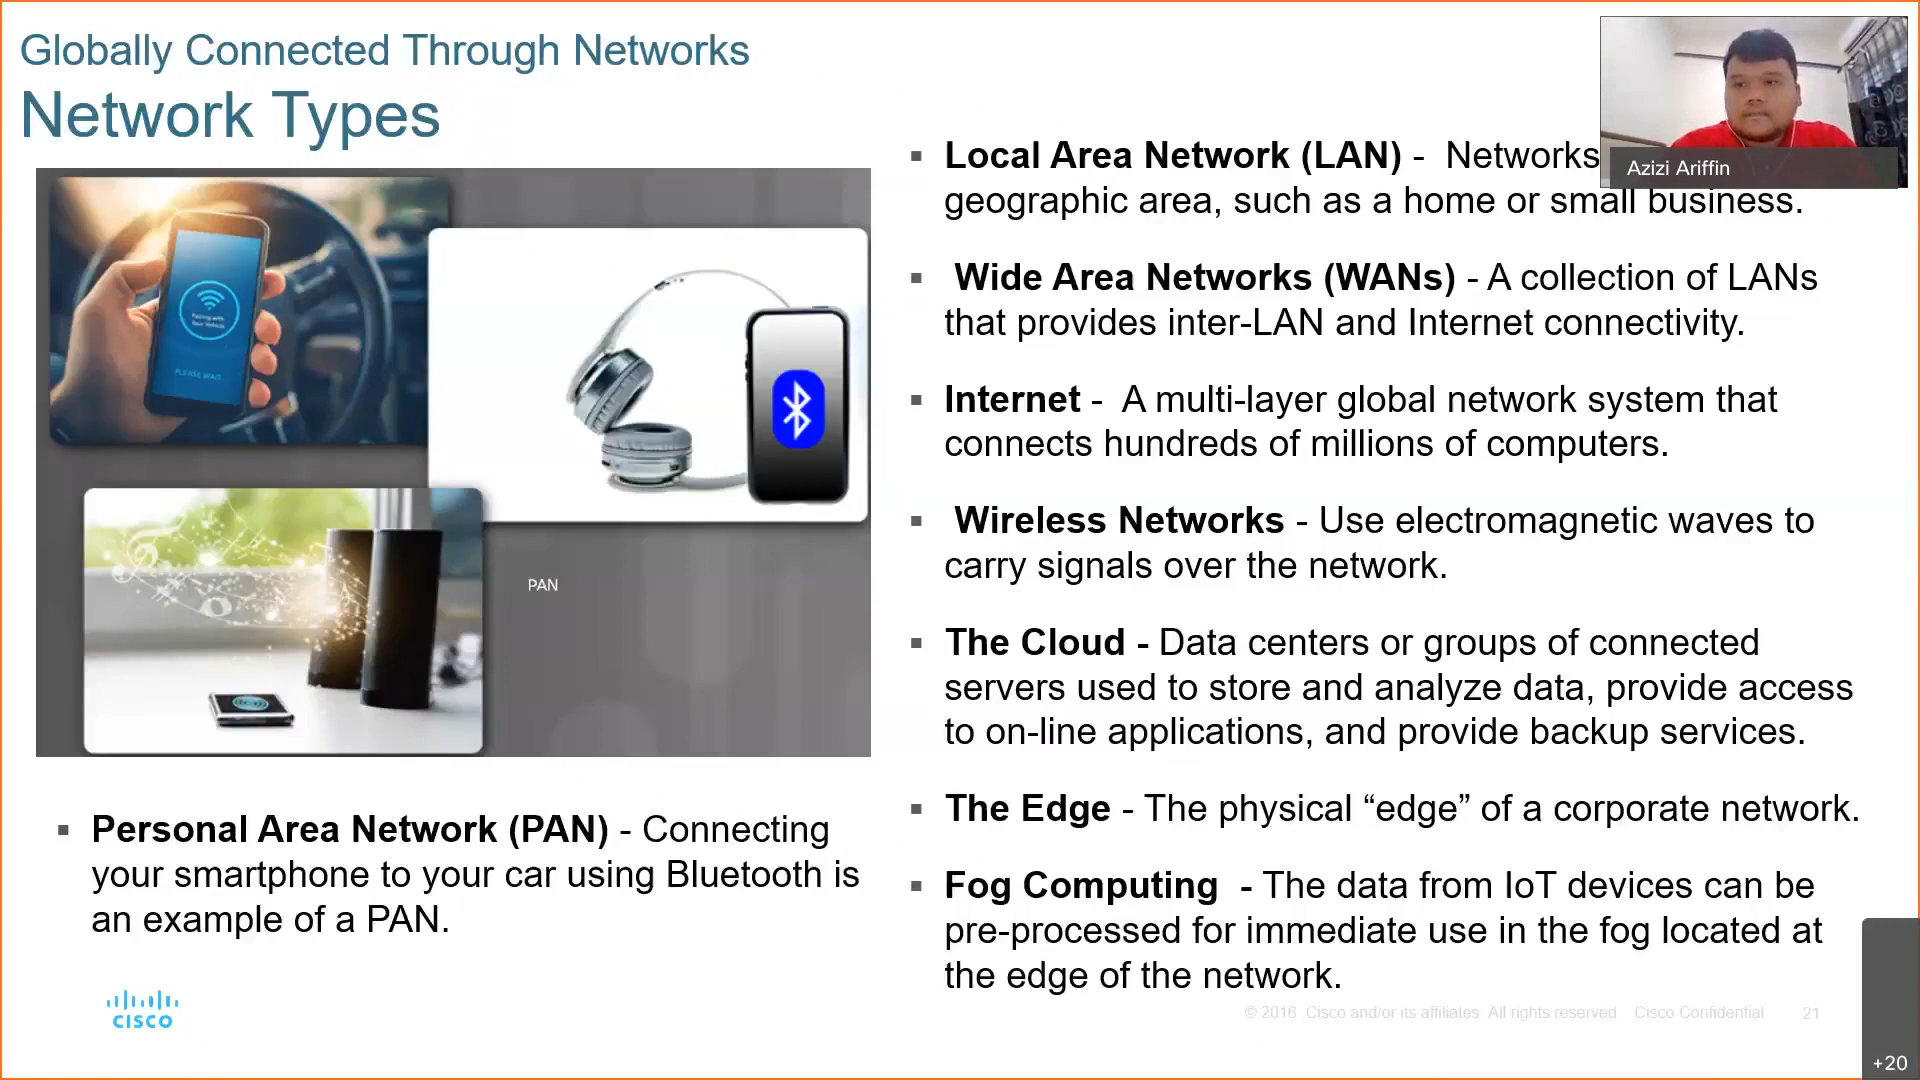 Globally Connected Through Networks
Network Types
Azizi Ariffin
Pairing with
Your Vehicle
PLEASE WAIT
PAN
▪ Personal Area Network (PAN) - Connecting
your smartphone to your car using Bluetooth is
an example of a PAN.
▪ Local Area Network (LAN) - Networks
geographic area, such as a home or small business.
▪ Wide Area Networks (WANs) - A collection of LANs
that provides inter-LAN and Internet connectivity.
▪ Internet - A multi-layer global network system that
connects hundreds of millions of computers.
▪ Wireless Networks - Use electromagnetic waves to
carry signals over the network.
▪ The Cloud - Data centers or groups of connected
servers used to store and analyze data, provide access
to on-line applications, and provide backup services.
▪ The Edge - The physical “edge” of a corporate network.
▪ Fog Computing - The data from IoT devices can be
pre-processed for immediate use in the fog located at
the edge of the network.
CISCO
© 2016 Cisco and/or its affiliates. All rights reserved. Cisco Confidential 21
+20